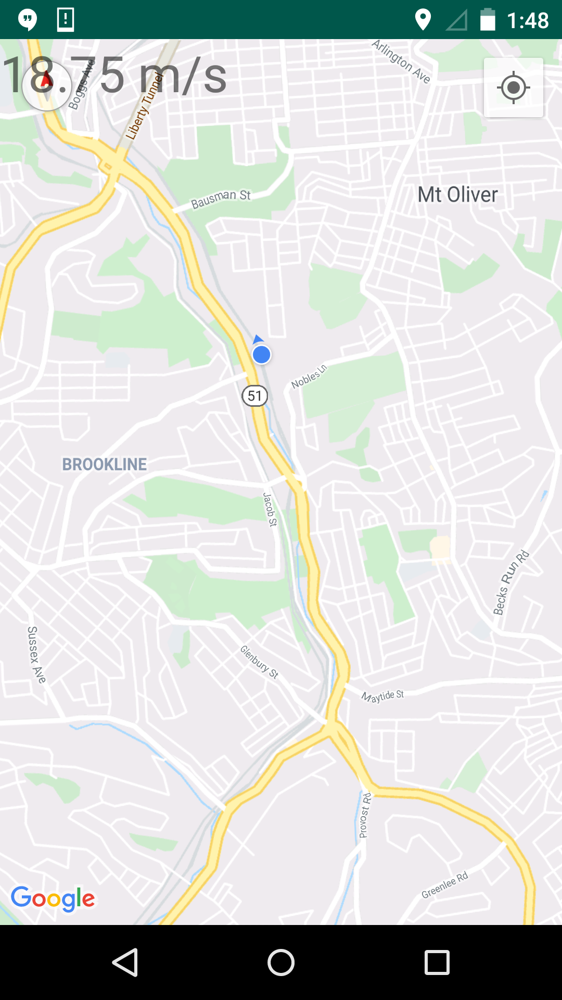 1:48
18.75 m/s
Arlington Ave
Boggs Ave
Liberty Tunnel
Mt Oliver
Bausman St
Nobles Ln
51
BROOKLINE
Jacob St
Becks Run Rd
Sussex Ave
Glenbury St
Maytide St
Provost Rd
Greenlee Rd
Google